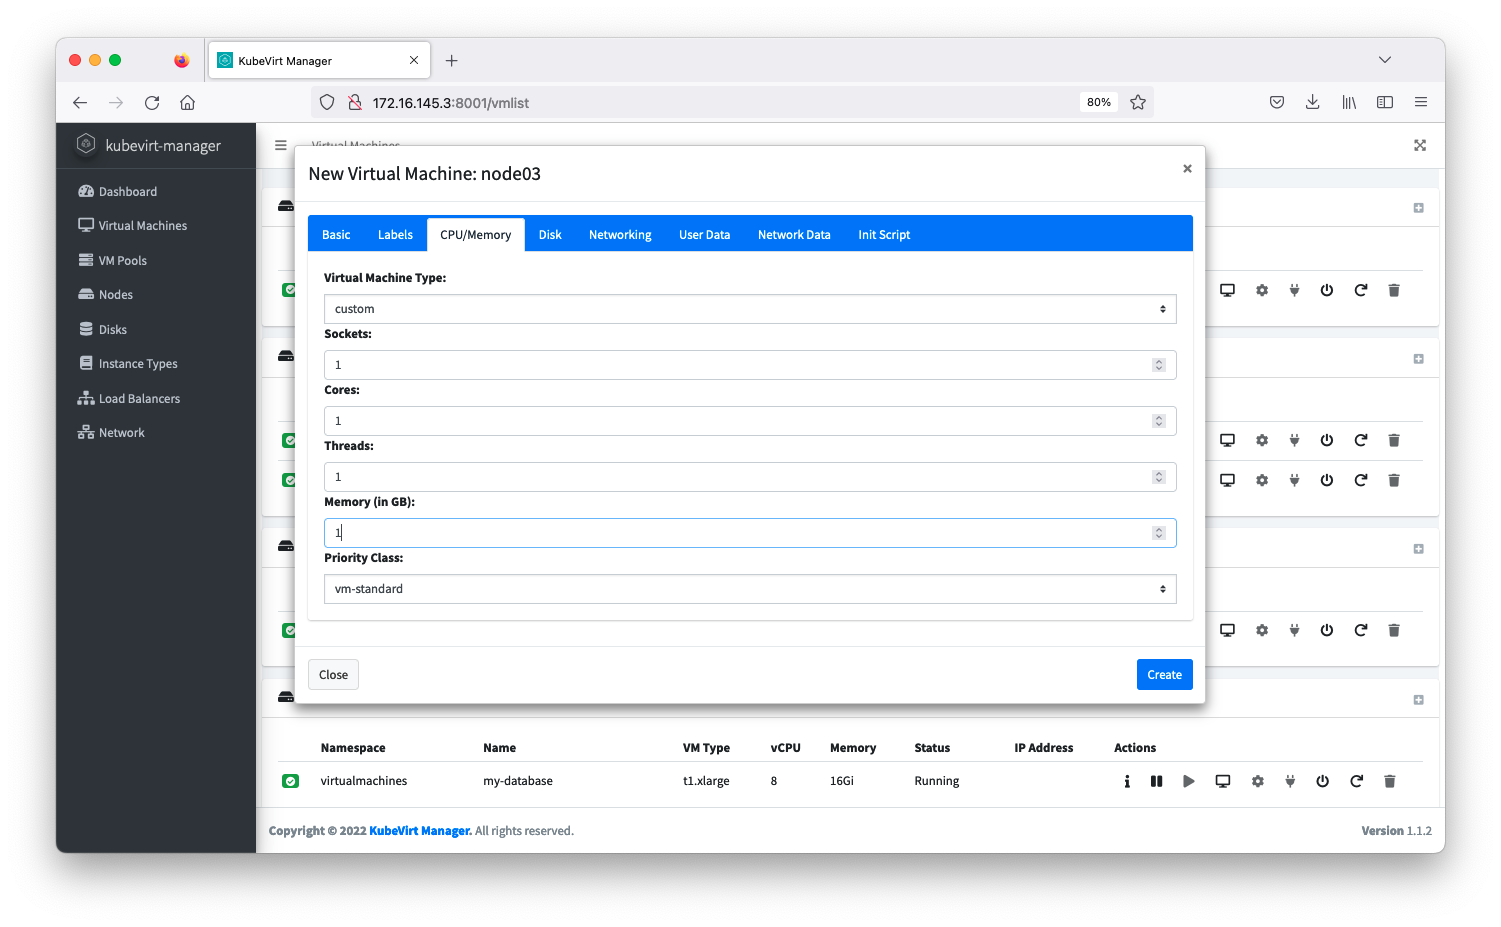 KubeVirt Manager
172.16.145.3:8001/vmlist
80%
kubevirt-manager
Virtual Machines
Dashboard
Virtual Machines
VM Pools
Nodes
Disks
Instance Types
Load Balancers
Network
New Virtual Machine: node03
Basic Labels CPU/Memory Disk Networking User Data Network Data Init Script
Virtual Machine Type:
custom
Sockets:
1
Cores:
1
Threads:
1
Memory (in GB):
1
Priority Class:
vm-standard
Close Create
Namespace Name VM Type vCPU Memory Status IP Address Actions
virtualmachines my-database t1.xlarge 8 16Gi Running
Copyright © 2022 KubeVirt Manager. All rights reserved. Version 1.1.2